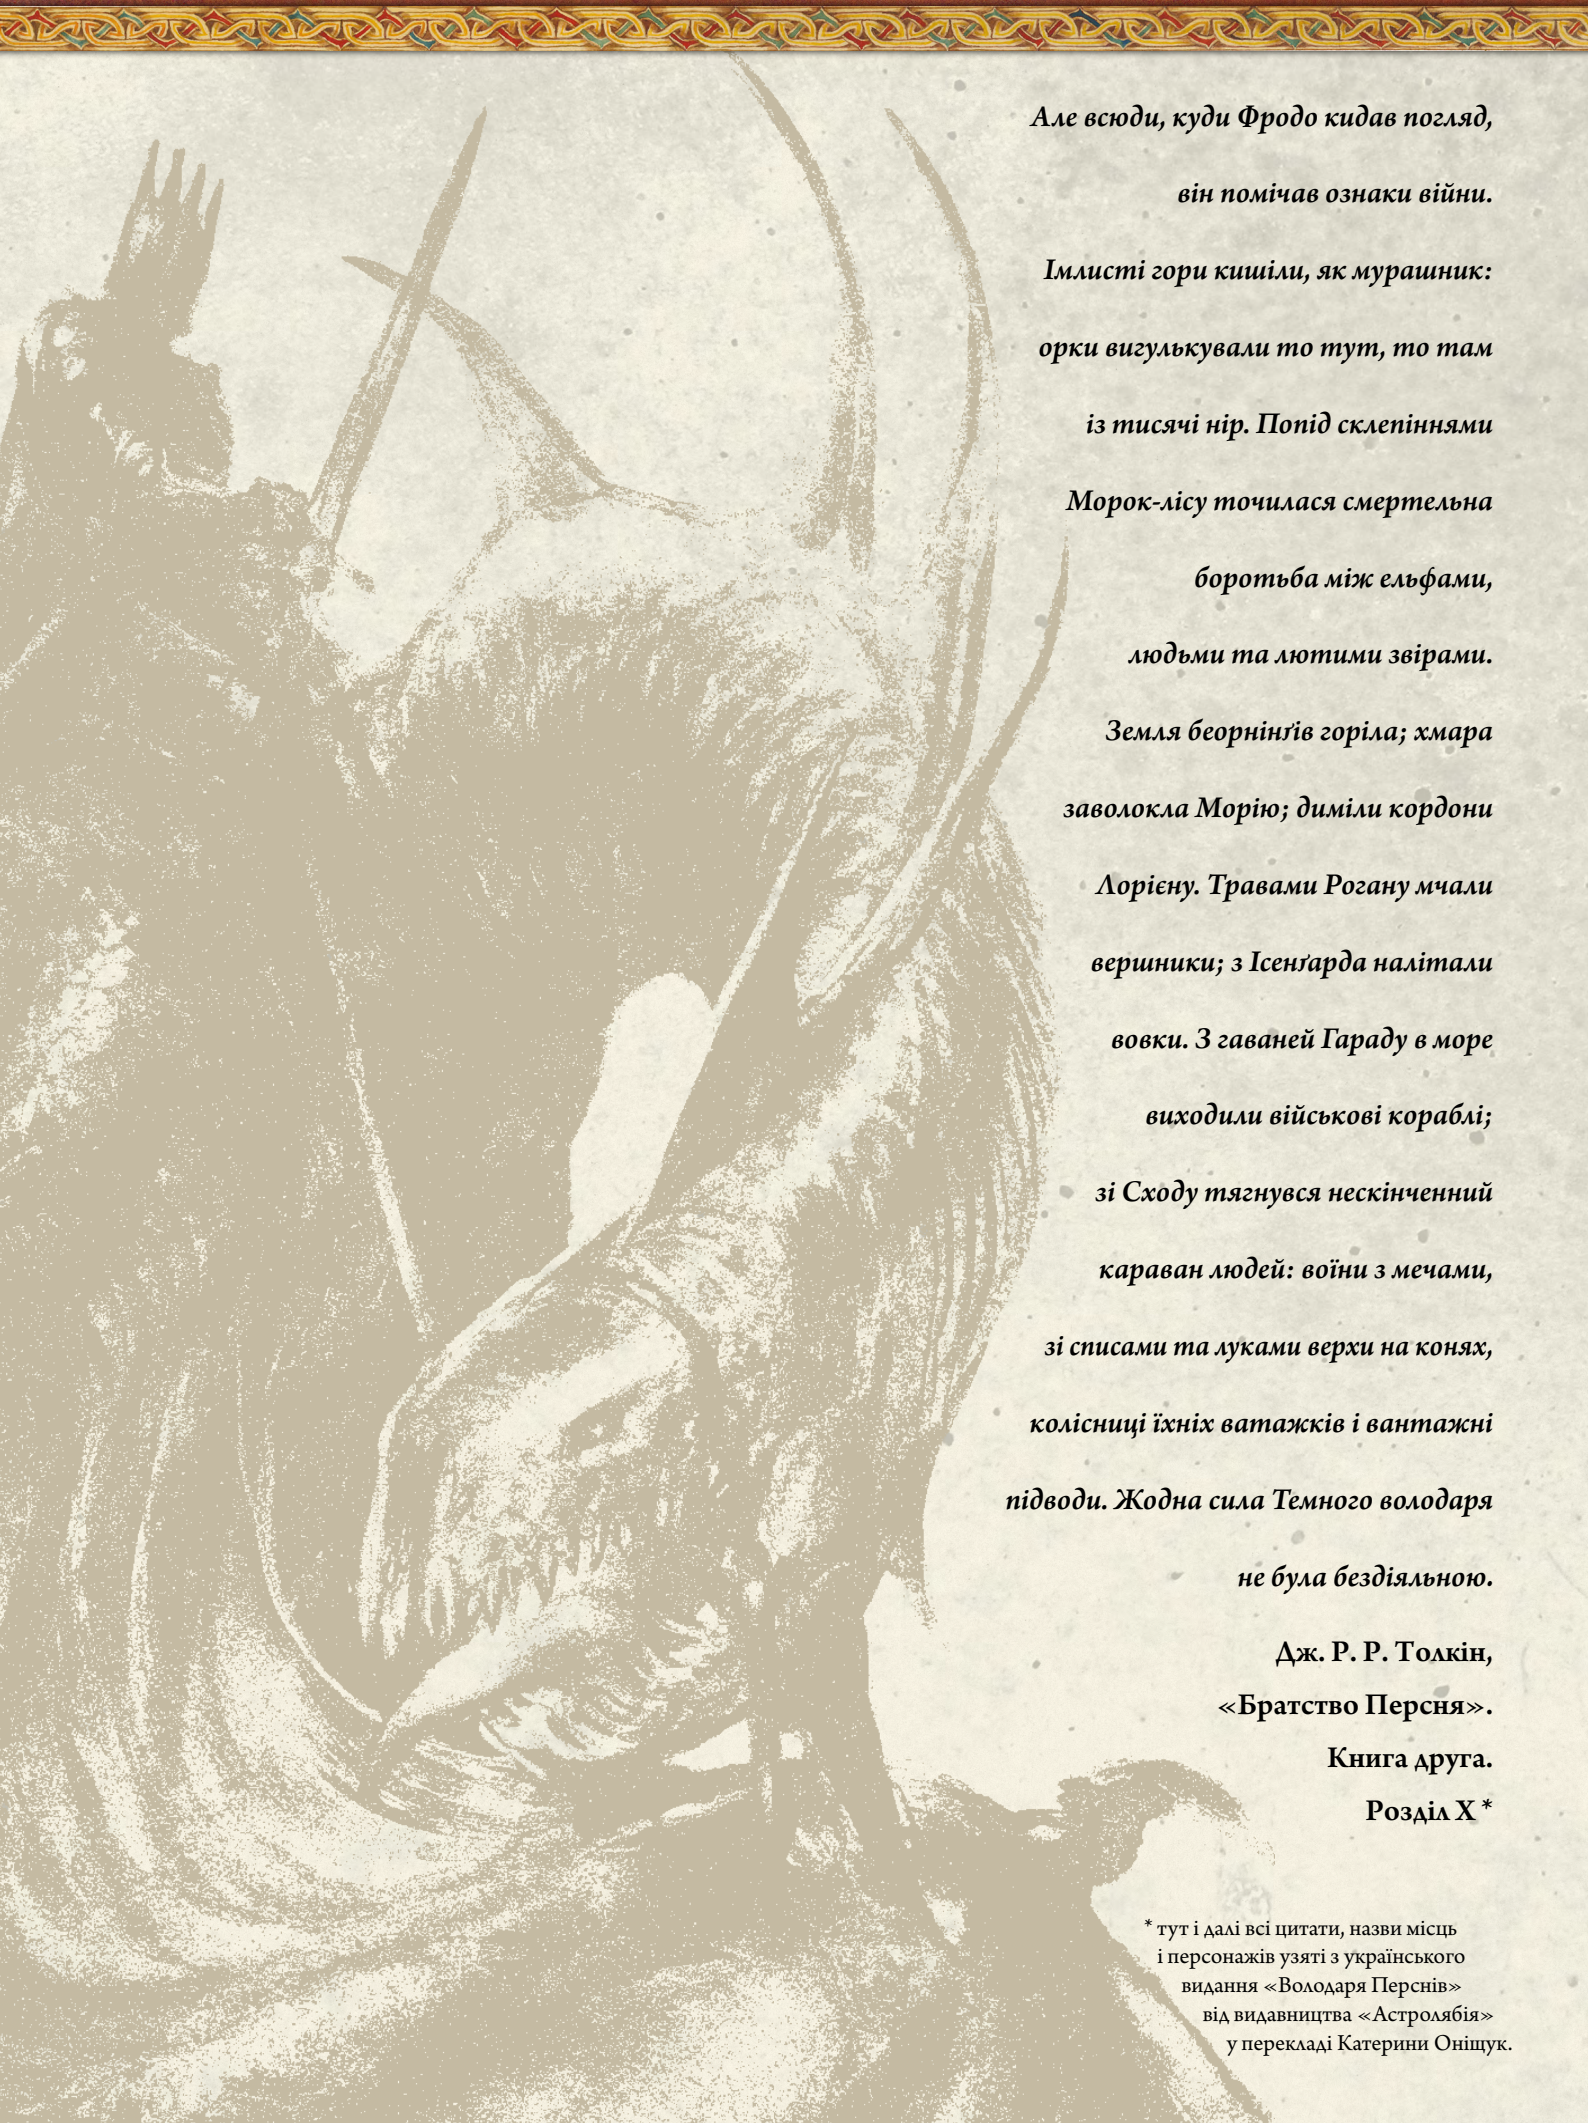 Але всюди, куди Фродо кидав погляд,
він помічав ознаки війни.
Імлисті гори кишіли, як мурашник:
орки вигулькували то тут, то там
із тисячі нір. Попід склепіннями
Морок-лісу точилася смертельна
боротьба між ельфами,
людьми та лютими звірами.
Земля беорнінґів горіла; хмара
заволокла Морію; диміли кордони
Лорієну. Травами Рогану мчали
вершники; з Ісенґарда налітали
вовки. З гаваней Гараду в море
виходили військові кораблі;
зі Сходу тягнувся нескінченний
караван людей: воїни з мечами,
зі списами та луками верхи на конях,
колісниці їхніх ватажків і вантажні
підводи. Жодна сила Темного володаря
не була бездіяльною.
Дж. Р. Р. Толкін,
«Братство Персня».
Книга друга.
Розділ X *
* тут і далі всі цитати, назви місць
і персонажів узяті з українського
видання «Володаря Перснів»
від видавництва «Астролябія»
у перекладі Катерини Оніщук.